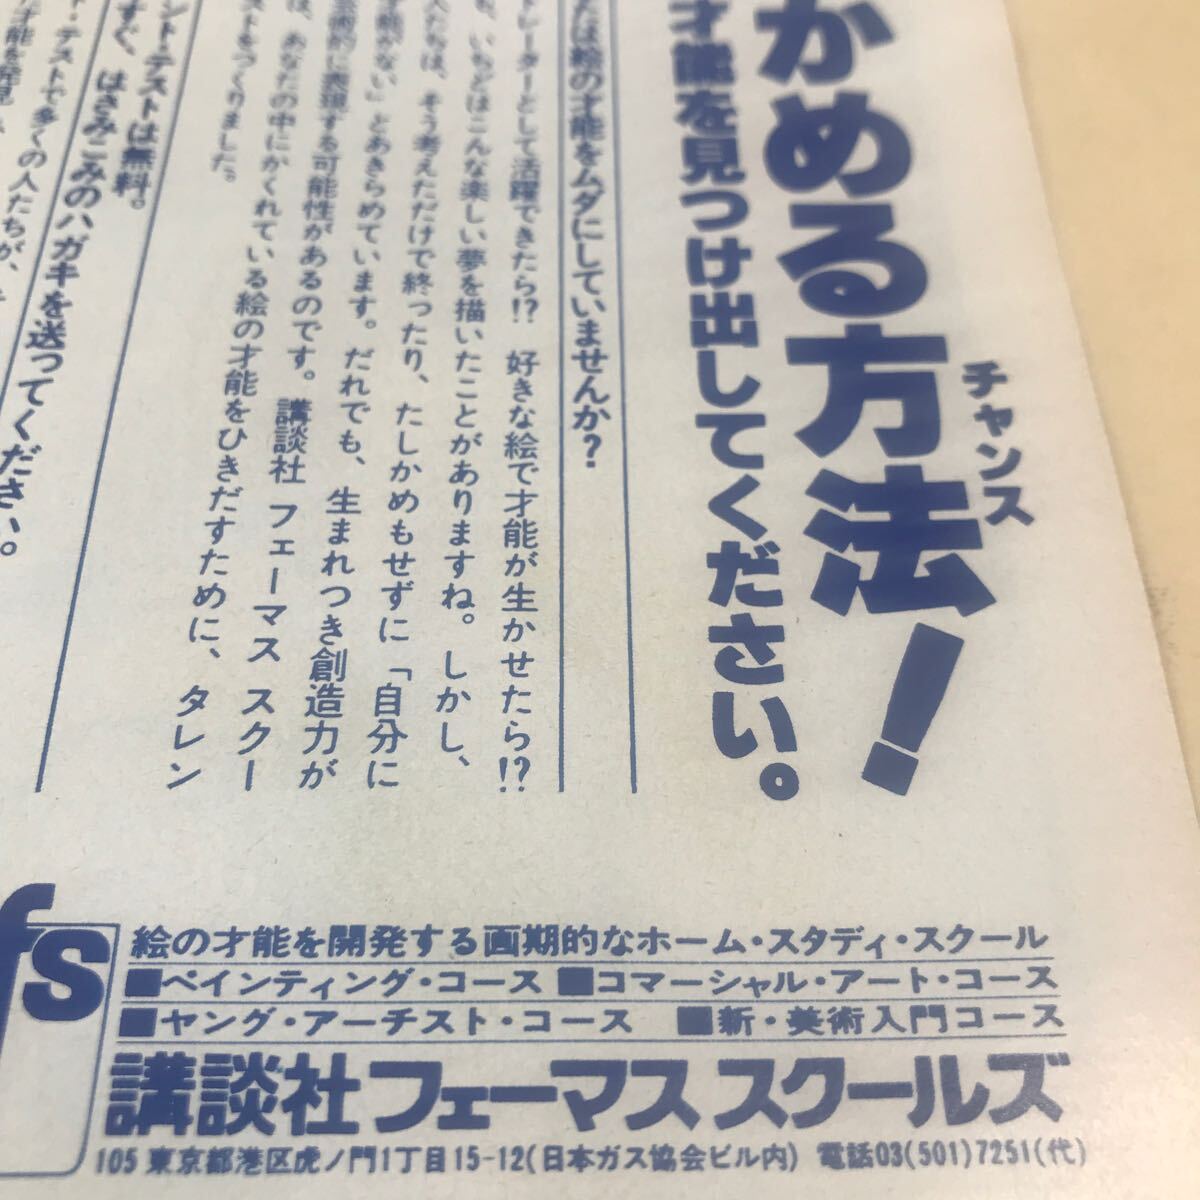 かめる方法!
チャンス
才能を見つけ出してください。
たは絵の才能をムダにしていませんか?
トレーターとして活躍できたら!? 好きな絵で才能が生かせたら!?
も、いちどはこんな楽しい夢を描いたことがありますね。しかし、
人たちは、そう考えただけで終ったり、たしかめもせずに「自分に
才能がない」とあきらめています。だれでも、生まれつき創造力が
芸術的に表現する可能性があるのです。講談社 フェーマス スクー
は、あなたの中にかくれている絵の才能をひきだすために、タレン
ストをつくりました。
ント・テストは無料。
すぐ、はさみこみのハガキを送ってください。
ト・テストで多くの人たちが、
才能を発見
fs
絵の才能を開発する画期的なホーム・スタディ・スクール
■ペインティング・コース ■コマーシャル・アート・コース
■ヤング・アーチスト・コース ■新・美術入門コース
講談社フェーマス スクールズ
105 東京都港区虎ノ門1丁目15-12(日本ガス協会ビル内) 電話03(501)7251(代)